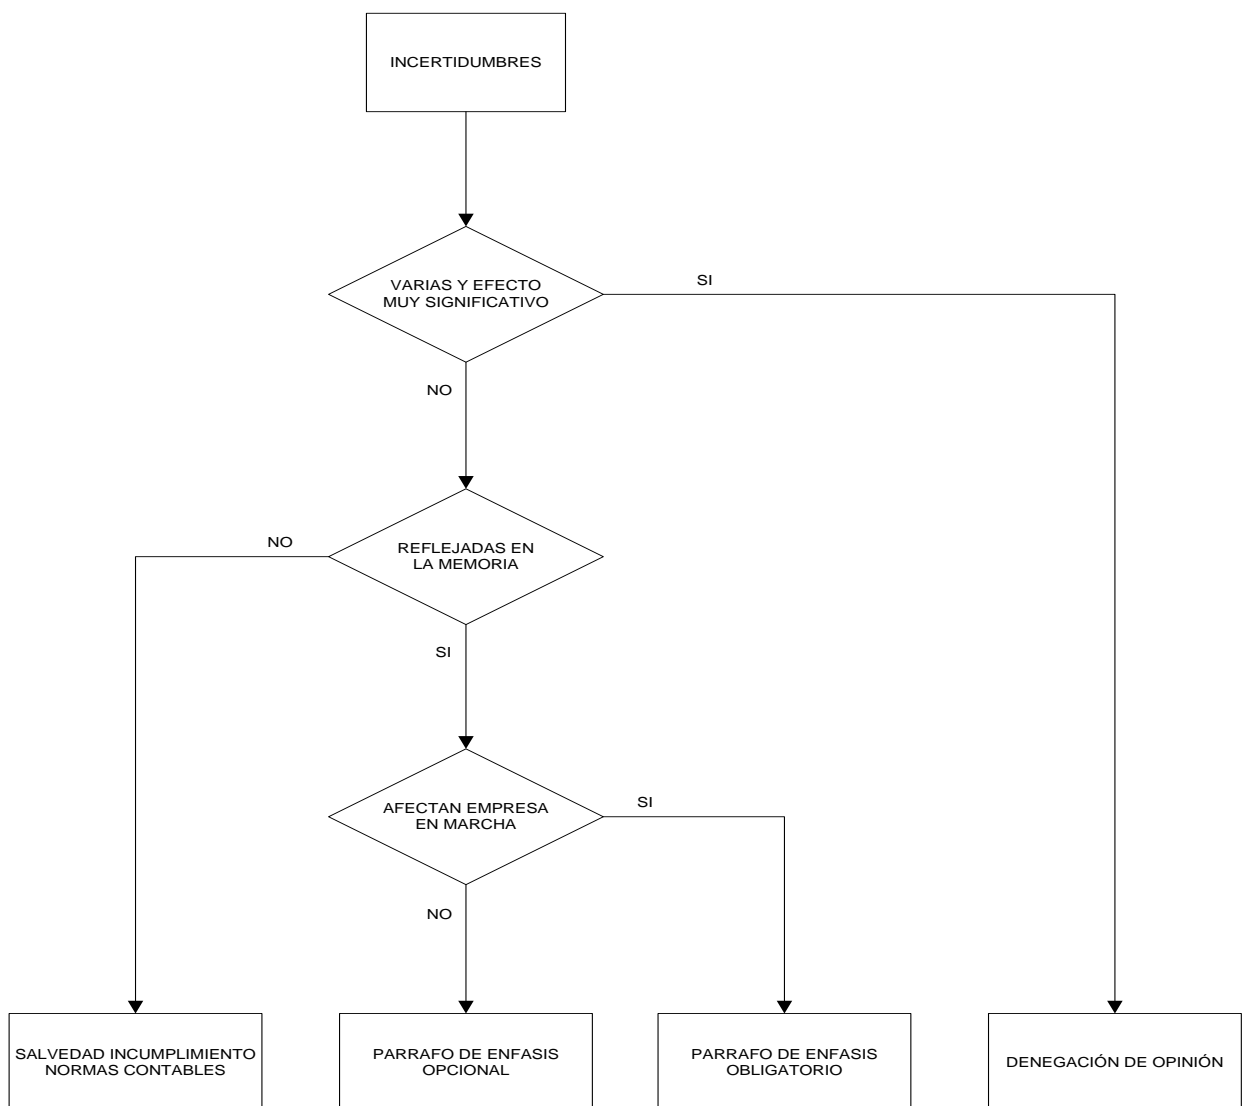 INCERTIDUMBRES
VARIAS Y EFECTO
MUY SIGNIFICATIVO
SI
NO
REFLEJADAS EN
LA MEMORIA
NO
SI
AFECTAN EMPRESA
EN MARCHA
SI
NO
SALVEDAD INCUMPLIMIENTO
NORMAS CONTABLES
PARRAFO DE ENFASIS
OPCIONAL
PARRAFO DE ENFASIS
OBLIGATORIO
DENEGACIÓN DE OPINIÓN